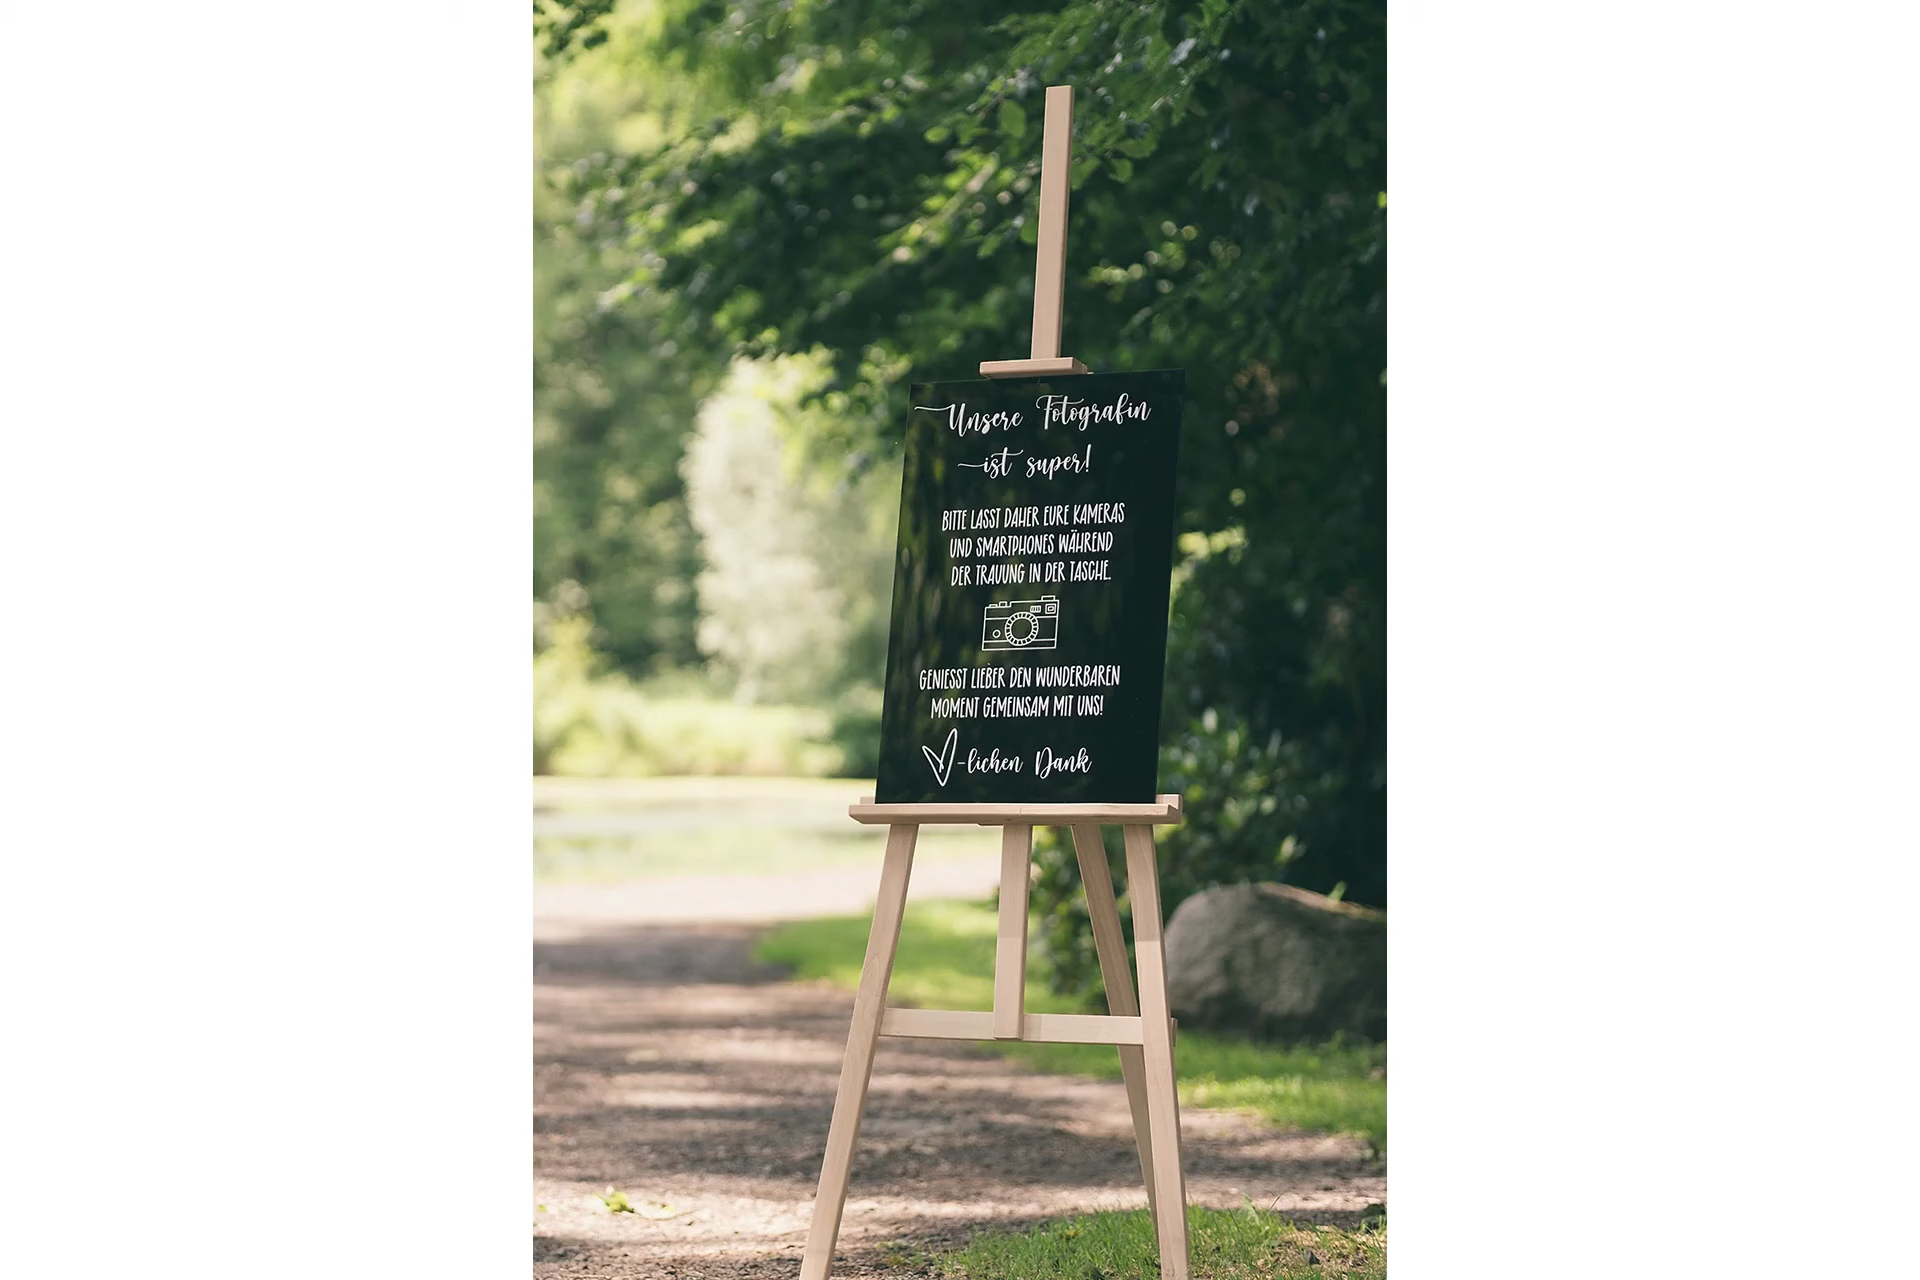 Unsere Fotografin
ist super!
BITTE LASST DAHER EURE KAMERAS
UND SMARTPHONES WÄHREND
DER TRAUUNG IN DER TASCHE.
GENIESST LIEBER DEN WUNDERBAREN
MOMENT GEMEINSAM MIT UNS!
-lichen Dank